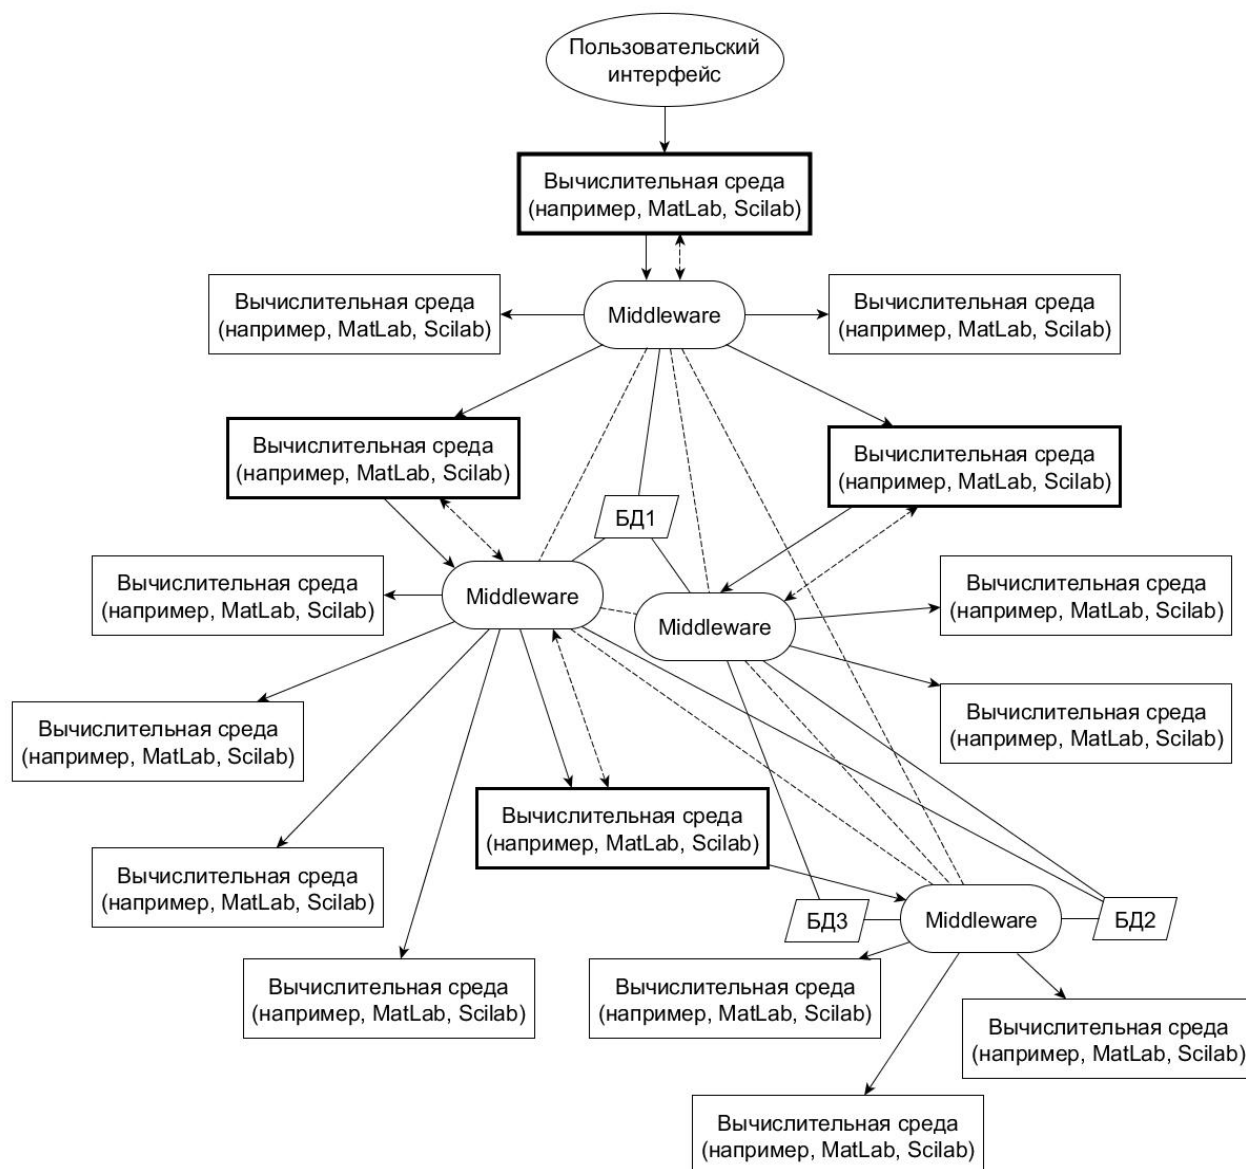 Пользовательский
интерфейс
Вычислительная среда
(например, MatLab, Scilab)
Вычислительная среда
(например, MatLab, Scilab)
Middleware
Вычислительная среда
(например, MatLab, Scilab)
Вычислительная среда
(например, MatLab, Scilab)
Вычислительная среда
(например, MatLab, Scilab)
БД1
Вычислительная среда
(например, MatLab, Scilab)
Middleware
Middleware
Вычислительная среда
(например, MatLab, Scilab)
Вычислительная среда
(например, MatLab, Scilab)
Вычислительная среда
(например, MatLab, Scilab)
Вычислительная среда
(например, MatLab, Scilab)
Вычислительная среда
(например, MatLab, Scilab)
БД3
Middleware
БД2
Вычислительная среда
(например, MatLab, Scilab)
Вычислительная среда
(например, MatLab, Scilab)
Вычислительная среда
(например, MatLab, Scilab)
Вычислительная среда
(например, MatLab, Scilab)